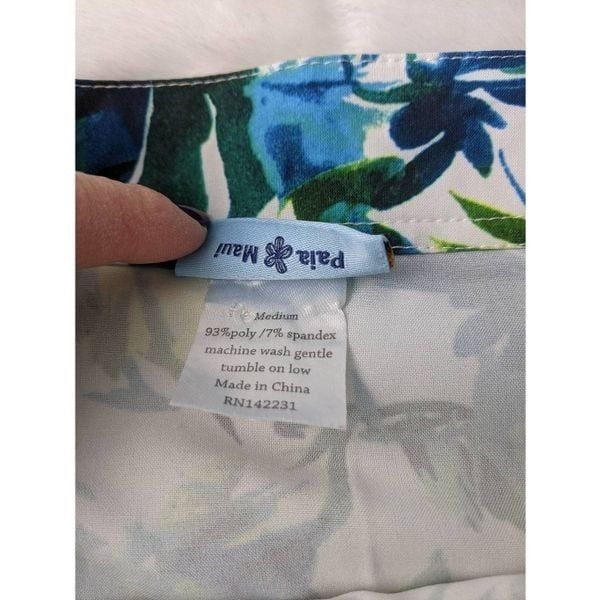 Paia Maui
Medium
93%poly /7% spandex
machine wash gentle
tumble on low
Made in China
RN142231